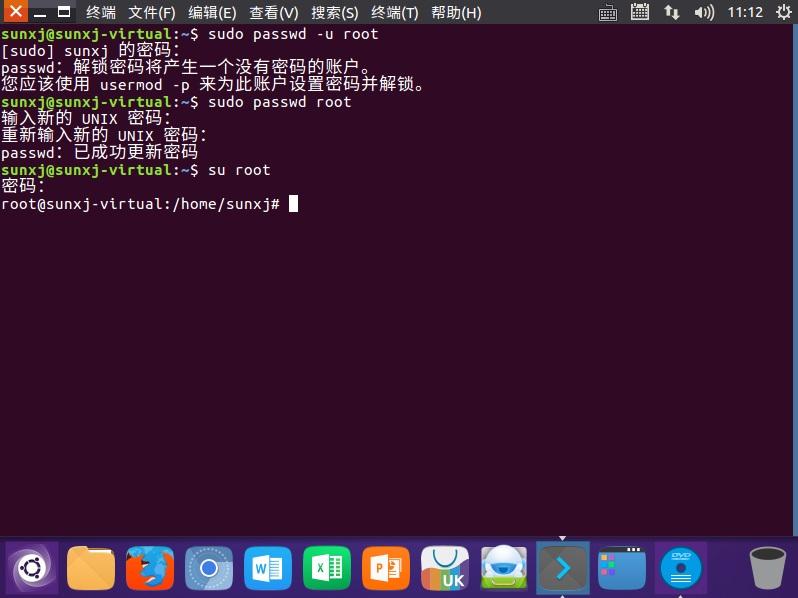 终端 文件(F) 编辑(E) 查看(V) 搜索(S) 终端(T) 帮助(H) 11:12
sunxj@sunxj-virtual:~$ sudo passwd -u root
[sudo] sunxj 的密码：
passwd：解锁密码将产生一个没有密码的账户。
您应该使用 usermod -p 来为此账户设置密码并解锁。
sunxj@sunxj-virtual:~$ sudo passwd root
输入新的 UNIX 密码：
重新输入新的 UNIX 密码：
passwd：已成功更新密码
sunxj@sunxj-virtual:~$ su root
密码：
root@sunxj-virtual:/home/sunxj#
W X P UK DVD